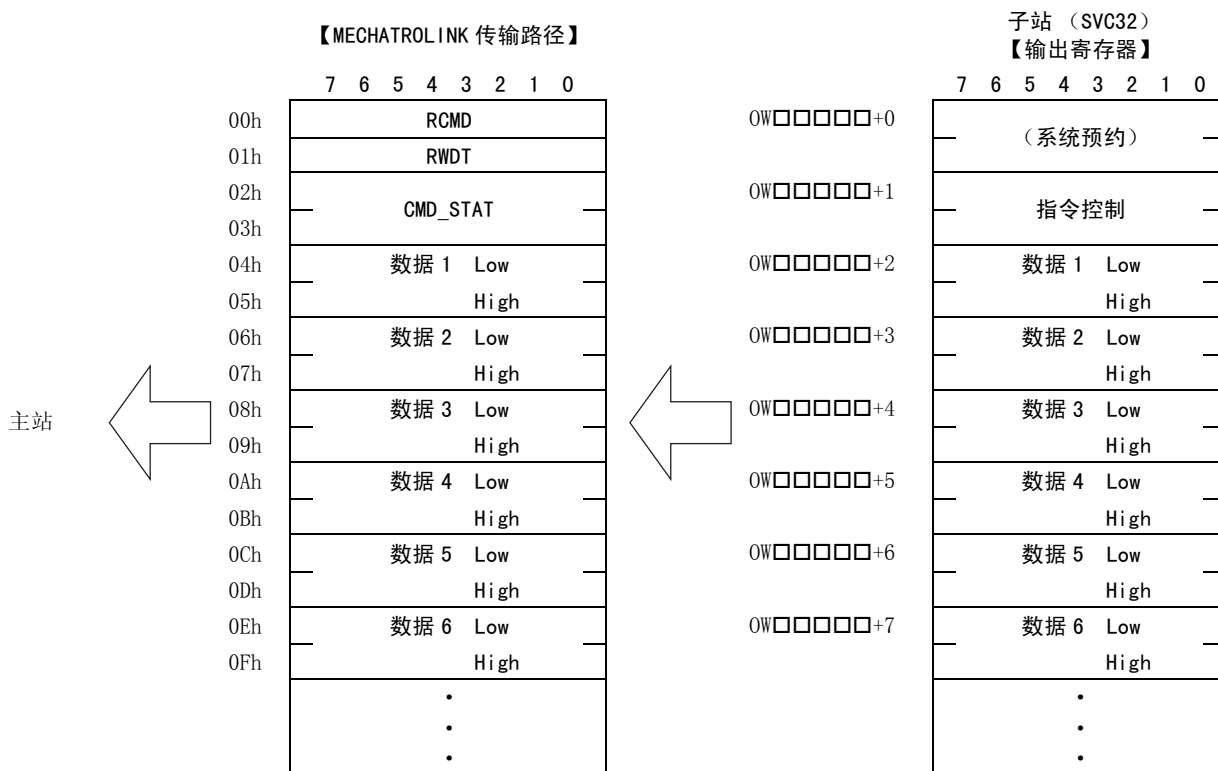 【MECHATROLINK 传输路径】
子站 （SVC32）
【输出寄存器】
7 6 5 4 3 2 1 0
7 6 5 4 3 2 1 0
00h RCMD OW□□□□□+0
（系统预约）
01h RWDT
02h OW□□□□□+1
CMD_STAT 指令控制
03h
04h 数据 1 Low OW□□□□□+2 数据 1 Low
05h High High
06h 数据 2 Low OW□□□□□+3 数据 2 Low
07h High High
主站 08h 数据 3 Low OW□□□□□+4 数据 3 Low
09h High High
0Ah 数据 4 Low OW□□□□□+5 数据 4 Low
0Bh High High
0Ch 数据 5 Low OW□□□□□+6 数据 5 Low
0Dh High High
0Eh 数据 6 Low OW□□□□□+7 数据 6 Low
0Fh High High